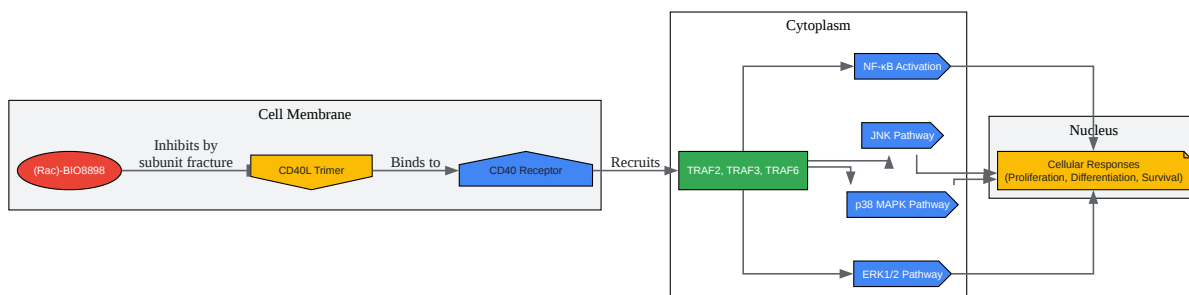 Cell Membrane
(Rac)-BIO8898
Inhibits by
subunit fracture
CD40L Trimer
Binds to
CD40 Receptor
Recruits
Cytoplasm
TRAF2, TRAF3, TRAF6
NF-κB Activation
JNK Pathway
p38 MAPK Pathway
ERK1/2 Pathway
Nucleus
Cellular Responses
(Proliferation, Differentiation, Survival)